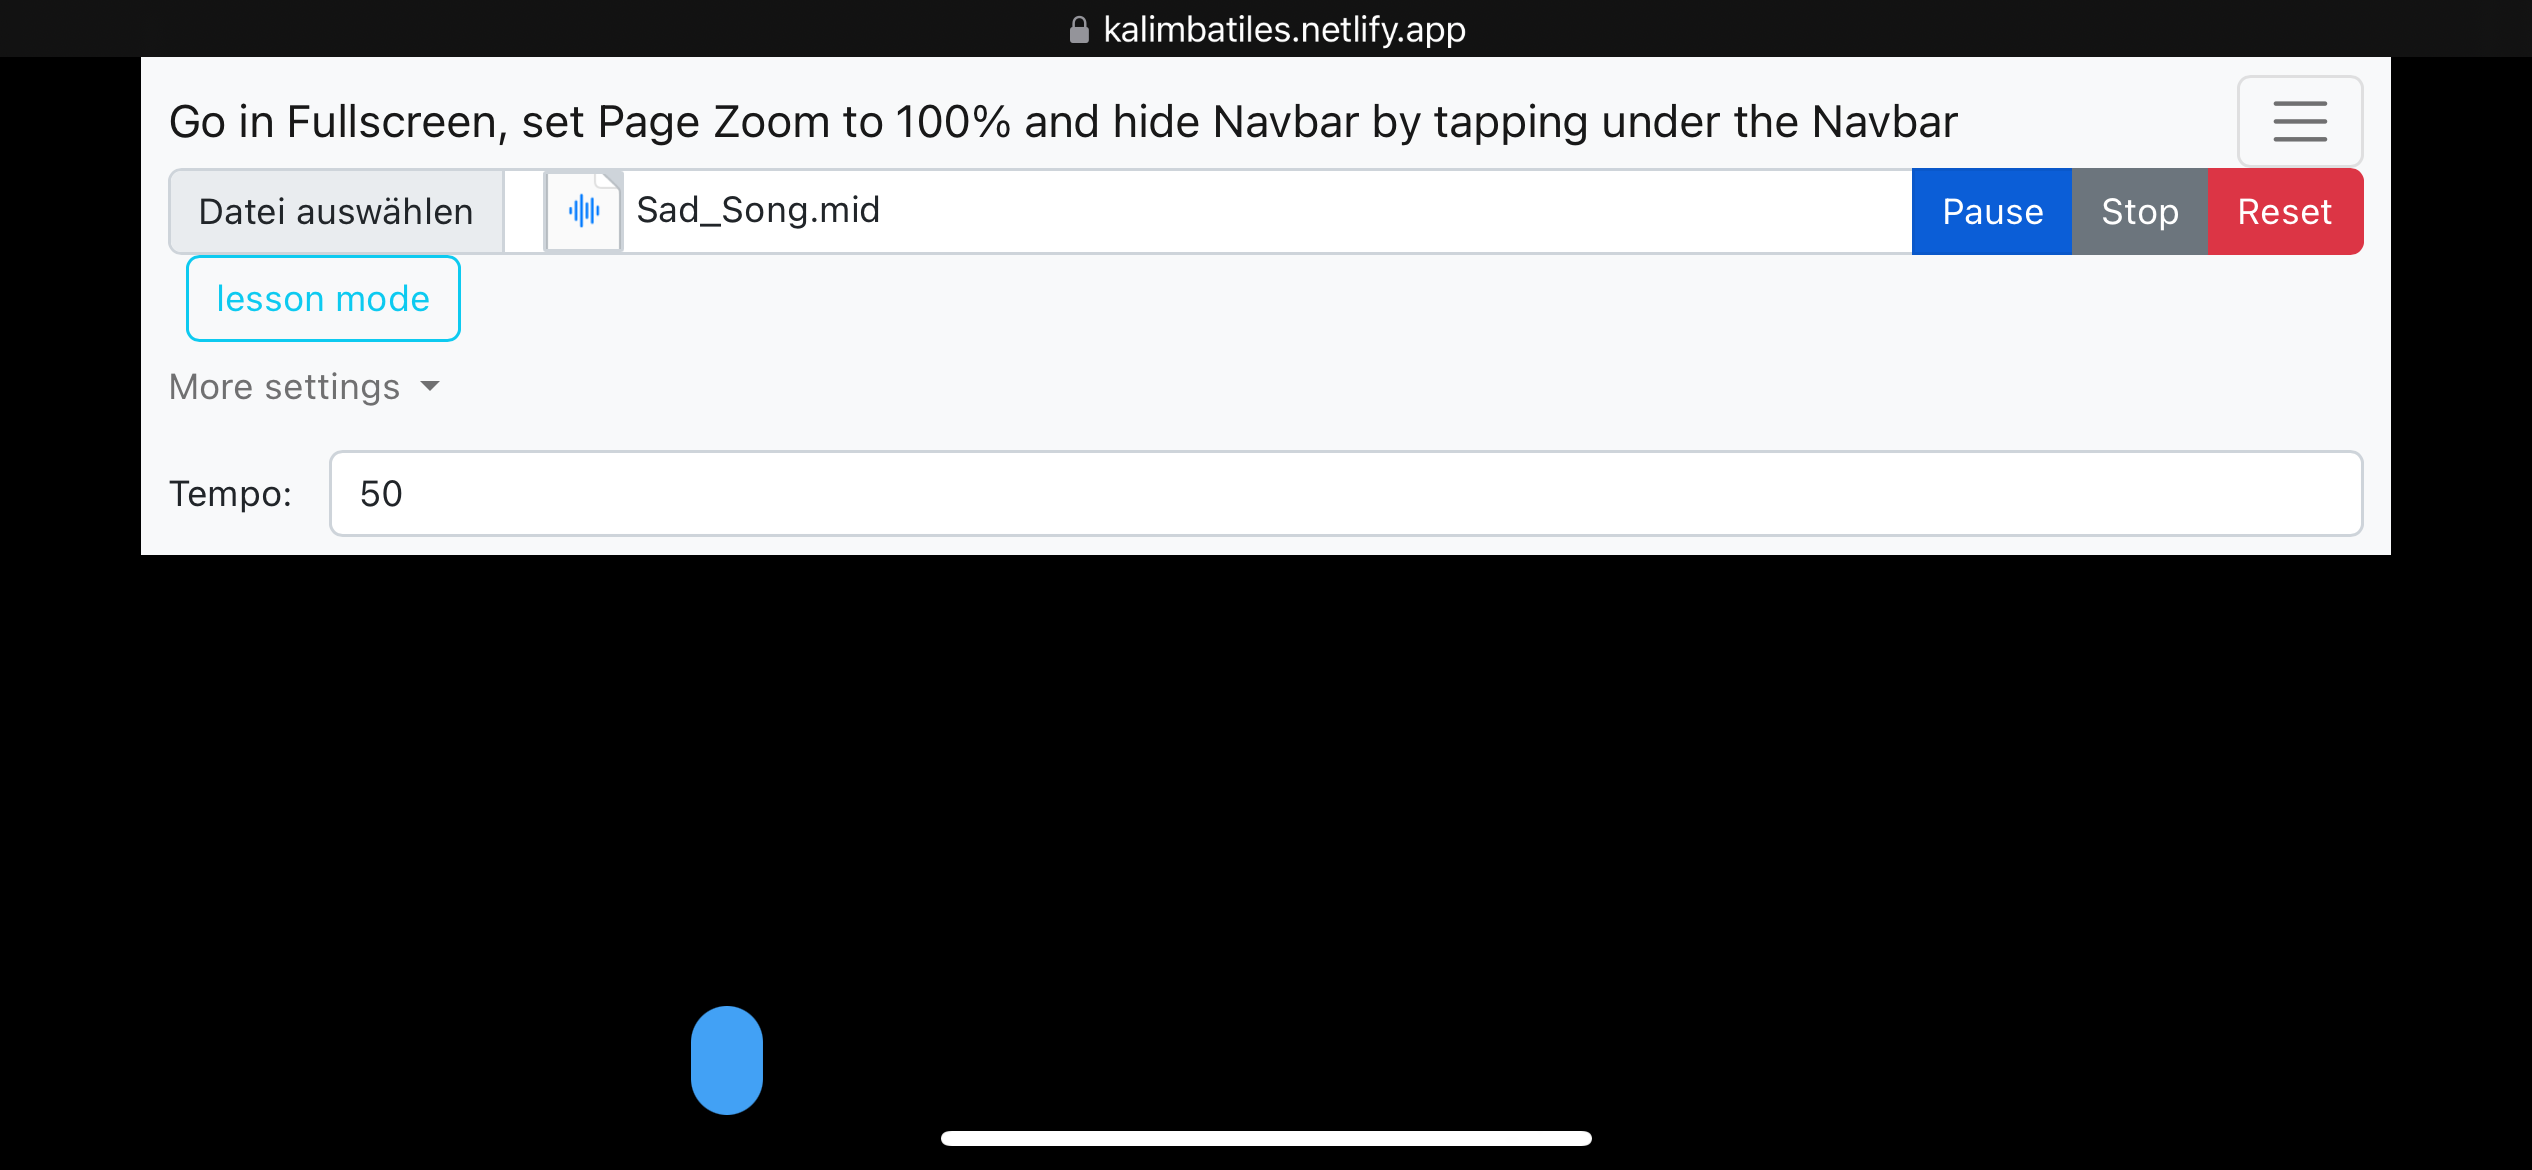 kalimbatiles.netlify.app
Go in Fullscreen, set Page Zoom to 100% and hide Navbar by tapping under the Navbar
Datei auswählen Sad_Song.mid Pause Stop Reset
lesson mode
More settings
Tempo: 50